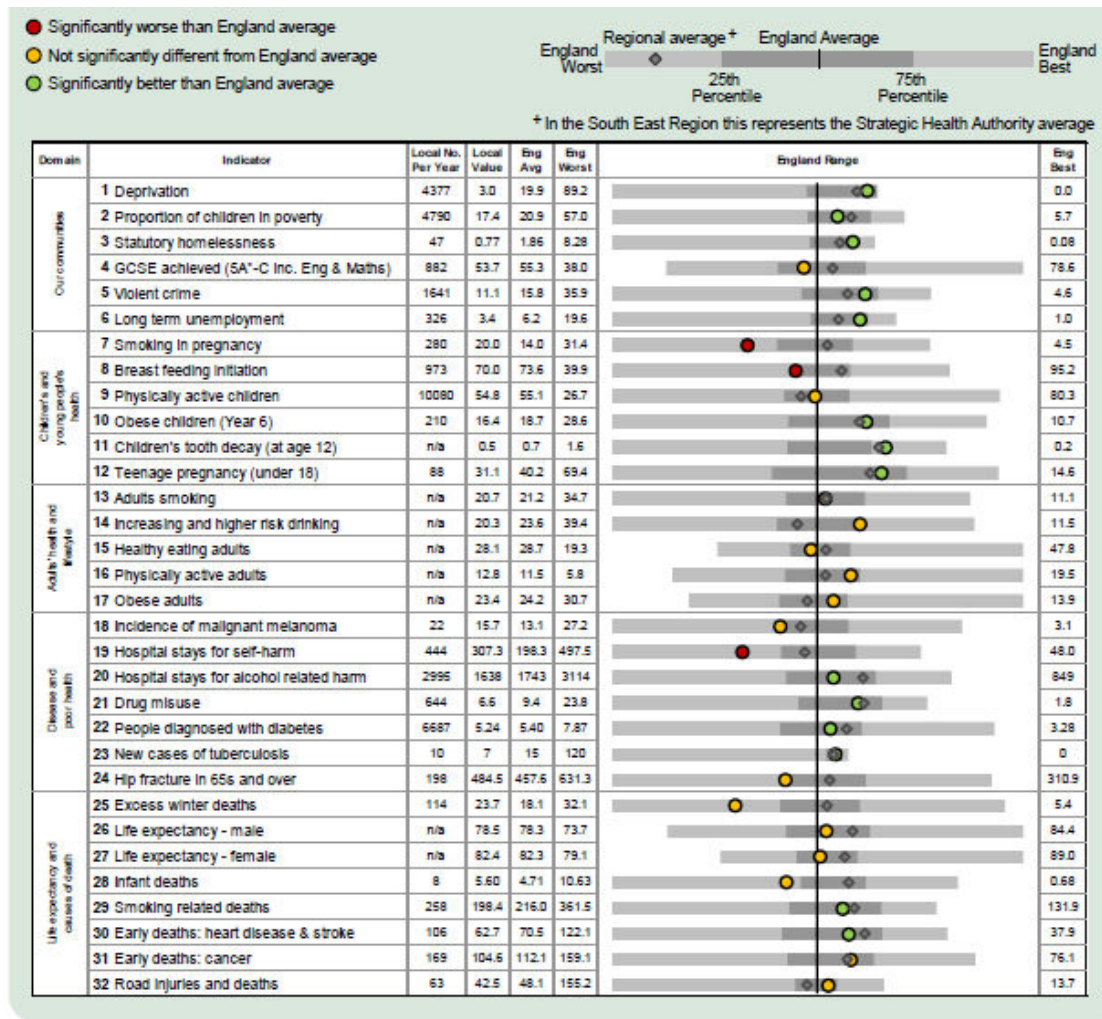 Significantly worse than England average
Not significantly different from England average
Significantly better than England average
Regional average+ England Average
England Worst
England Best
25th Percentile
75th Percentile
+ In the South East Region this represents the Strategic Health Authority average
Domain Indicator Local No. Per Year Local Value Eng Avg Eng Worst England Range Eng Best
Our communities
1 Deprivation 4377 3.0 19.9 89.2 0.0
2 Proportion of children in poverty 4790 17.4 20.9 57.0 5.7
3 Statutory homelessness 47 0.77 1.86 8.28 0.08
4 GCSE achieved (5A*-C inc. Eng & Maths) 882 53.7 55.3 38.0 78.6
5 Violent crime 1641 11.1 15.8 35.9 4.6
6 Long term unemployment 326 3.4 6.2 19.6 1.0
Children's and young people's health
7 Smoking in pregnancy 280 20.0 14.0 31.4 4.5
8 Breast feeding initiation 973 70.0 73.6 39.9 95.2
9 Physically active children 10080 54.8 55.1 26.7 80.3
10 Obese children (Year 6) 210 16.4 18.7 28.6 10.7
11 Children's tooth decay (at age 12) n/a 0.5 0.7 1.6 0.2
12 Teenage pregnancy (under 18) 88 31.1 40.2 69.4 14.6
Adults' health and lifestyle
13 Adults smoking n/a 20.7 21.2 34.7 11.1
14 Increasing and higher risk drinking n/a 20.3 23.6 39.4 11.5
15 Healthy eating adults n/a 28.1 28.7 19.3 47.8
16 Physically active adults n/a 12.8 11.5 5.8 19.5
17 Obese adults n/a 23.4 24.2 30.7 13.9
Disease and poor health
18 Incidence of malignant melanoma 22 15.7 13.1 27.2 3.1
19 Hospital stays for self-harm 444 307.3 198.3 497.5 48.0
20 Hospital stays for alcohol related harm 2995 1638 1743 3114 849
21 Drug misuse 644 6.6 9.4 23.8 1.8
22 People diagnosed with diabetes 6687 5.24 5.40 7.87 3.28
23 New cases of tuberculosis 10 7 15 120 0
24 Hip fracture in 65s and over 198 484.5 457.6 631.3 310.9
Life expectancy and causes of death
25 Excess winter deaths 114 23.7 18.1 32.1 5.4
26 Life expectancy - male n/a 78.5 78.3 73.7 84.4
27 Life expectancy - female n/a 82.4 82.3 79.1 89.0
28 Infant deaths 8 5.60 4.71 10.63 0.68
29 Smoking related deaths 258 198.4 216.0 361.5 131.9
30 Early deaths: heart disease & stroke 106 62.7 70.5 122.1 37.9
31 Early deaths: cancer 169 104.6 112.1 159.1 76.1
32 Road injuries and deaths 63 42.5 48.1 155.2 13.7